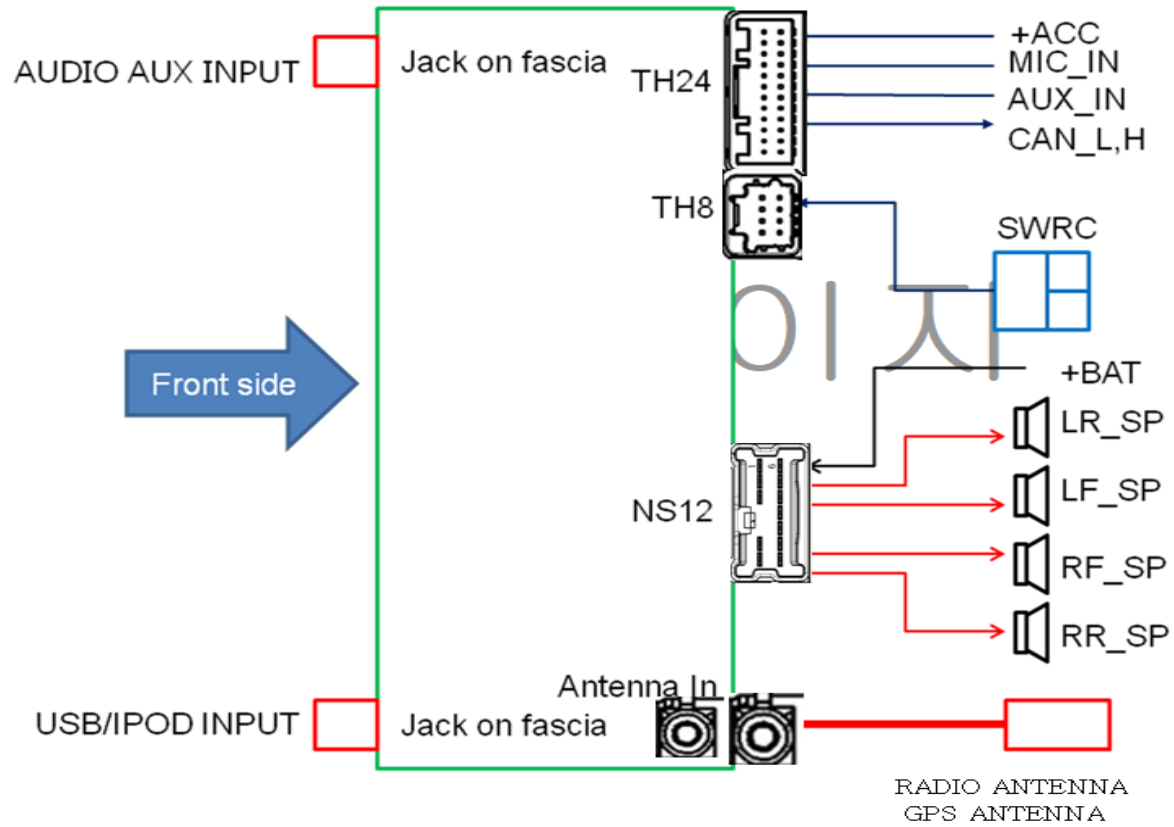 +ACC
AUDIO AUX INPUT
Jack on fascia
TH24
MIC_IN
AUX_IN
CAN_L,H
TH8
SWRC
이지
Front side
+BAT
LR_SP
LF_SP
NS12
RF_SP
RR_SP
Antenna In
USB/IPOD INPUT
Jack on fascia
RADIO ANTENNA
GPS ANTENNA